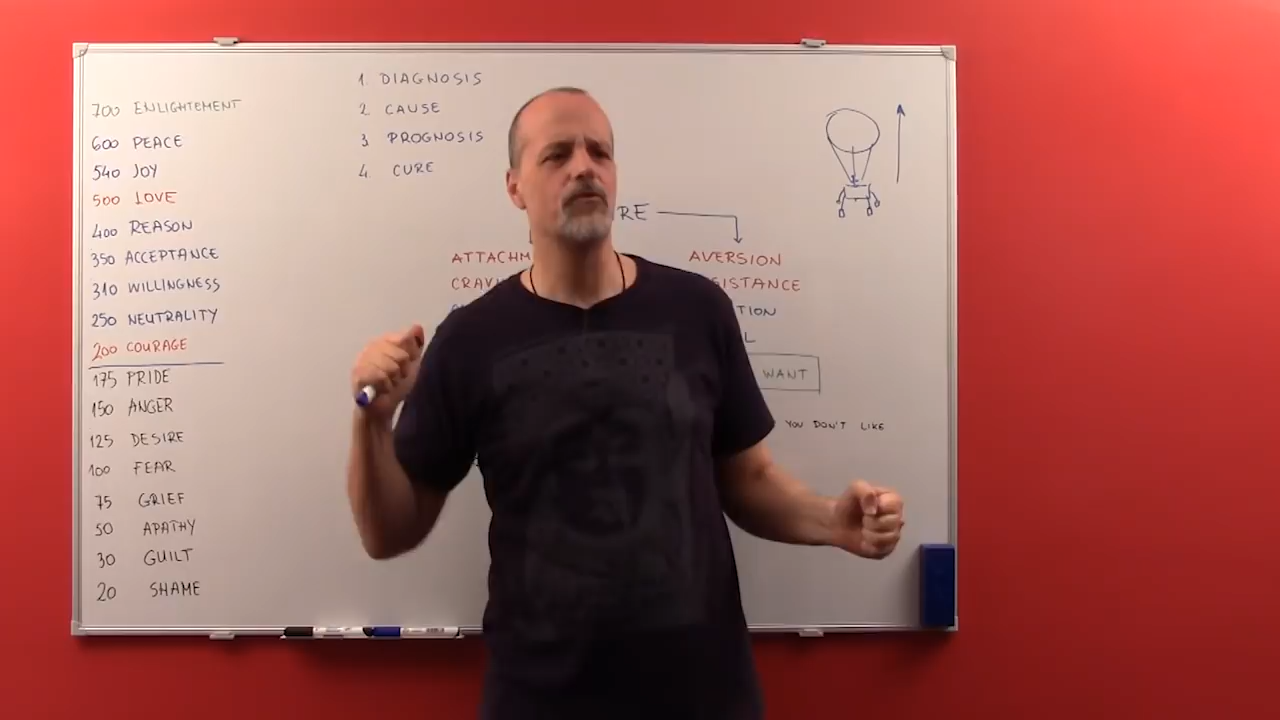 700 ENLIGHTEMENT
600 PEACE
540 JOY
500 LOVE
400 REASON
350 ACCEPTANCE
310 WILLINGNESS
250 NEUTRALITY
200 COURAGE
175 PRIDE
150 ANGER
125 DESIRE
100 FEAR
75 GRIEF
50 APATHY
30 GUILT
20 SHAME
1. DIAGNOSIS
2 CAUSE
3 PROGNOSIS
4. CURE
AVERSION
WANT
YOU DON'T LIKE